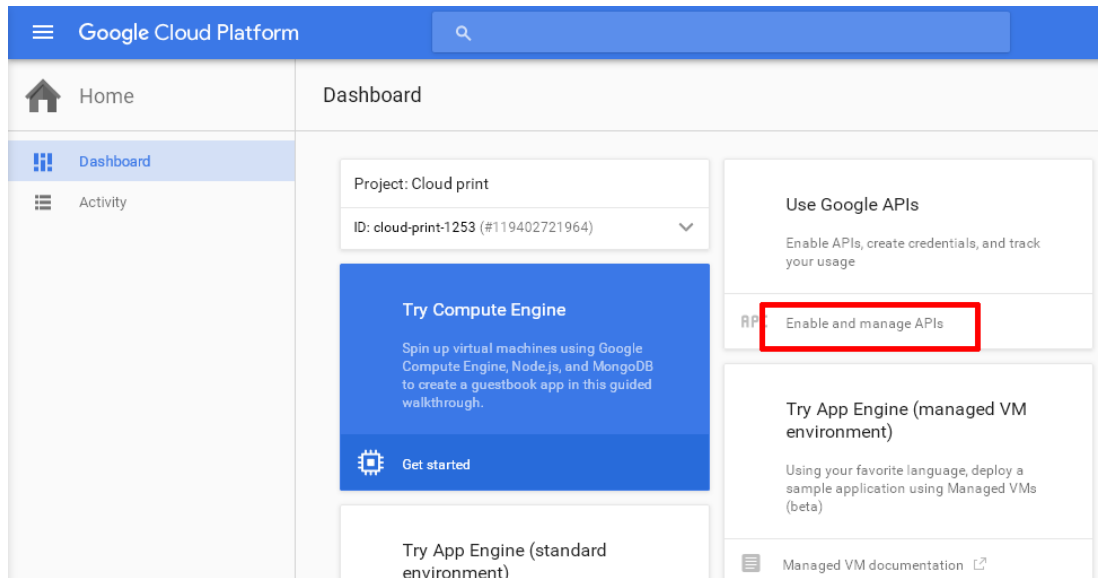 Google Cloud Platform
Home
Dashboard
Dashboard
Activity
Project: Cloud print
ID: cloud-print-1253 (#119402721964)
Try Compute Engine
Spin up virtual machines using Google
Compute Engine, Node.js, and MongoDB
to create a guestbook app in this guided
walkthrough.
Get started
Try App Engine (standard
environment)
Use Google APIs
Enable APIs, create credentials, and track
your usage
Enable and manage APIs
Try App Engine (managed VM
environment)
Using your favorite language, deploy a
sample application using Managed VMs
(beta)
Managed VM documentation